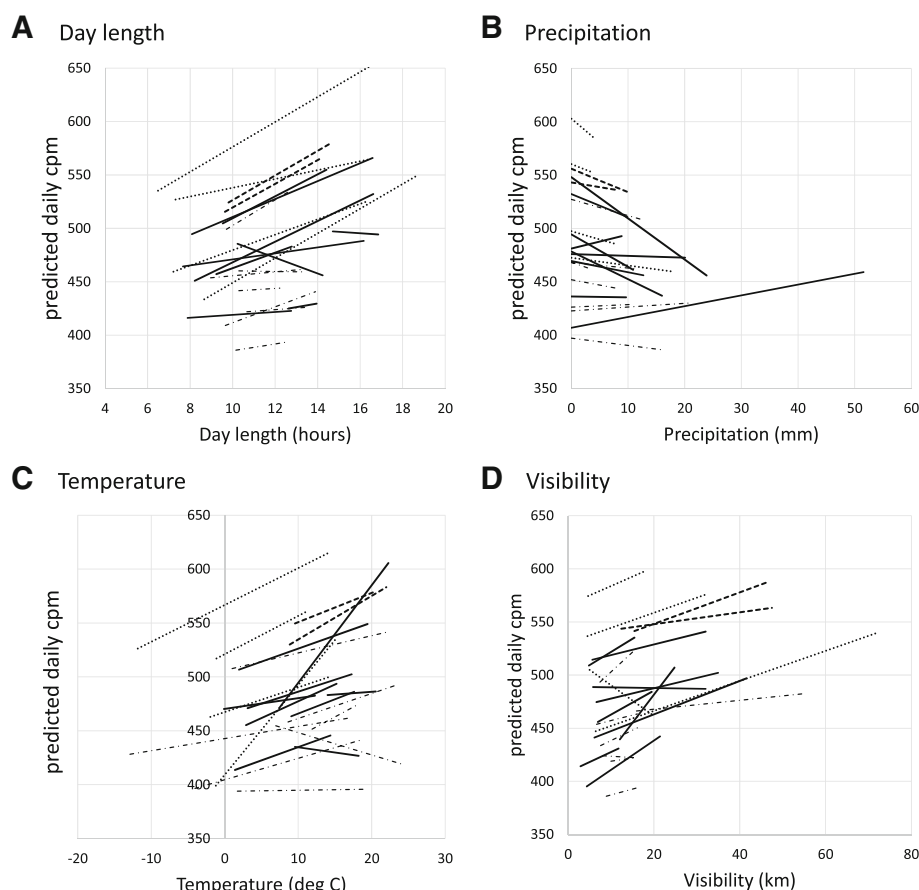 A Day length
650
600
550
500
450
400
350
predicted daily cpm
4 6 8 10 12 14 16 18 20
Day length (hours)
B Precipitation
650
600
550
500
450
400
350
predicted daily cpm
0 10 20 30 40 50 60
Precipitation (mm)
C Temperature
650
600
550
500
450
400
350
predicted daily cpm
-20 -10 0 10 20 30
Temperature (deg C)
D Visibility
650
600
550
500
450
400
350
predicted daily cpm
0 20 40 60 80
Visibility (km)